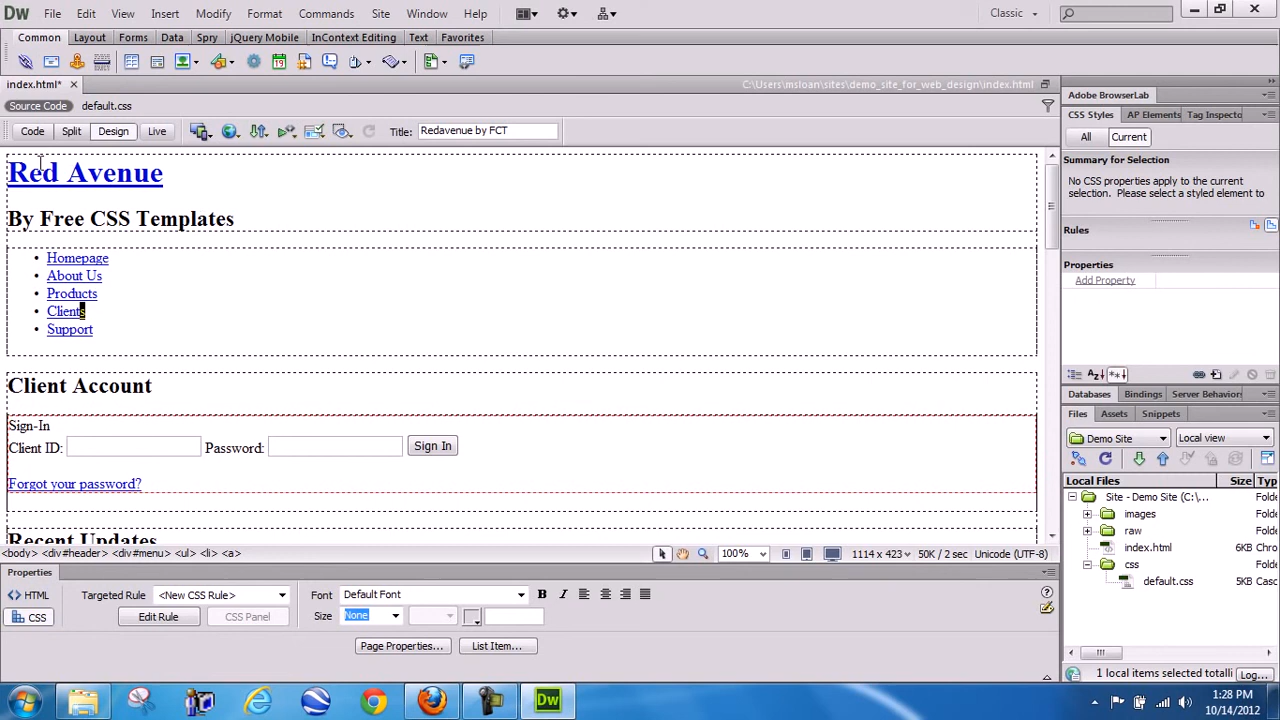 Dw File Edit View Insert Modify Format Commands Site Window Help Classic
Common Layout Forms Data Spry jQuery Mobile InContext Editing Text Favorites
index.html* C:\Users\msloan\sites\demo_site_for_web_design\index.html
Source Code default.css
Code Split Design Live Title: Redavenue by FCT
Red Avenue
By Free CSS Templates
Homepage
About Us
Products
Clients
Support
Client Account
Sign-In
Client ID: Password: Sign In
Forgot your password?
Recent Updates
<body> <div#header> <div#menu> <ul> <li> <a> 100% 1114 x 423 50K / 2 sec Unicode (UTF-8)
Properties
HTML Targeted Rule <New CSS Rule> Font Default Font B I
CSS Edit Rule CSS Panel Size None
Page Properties... List Item...
Adobe BrowserLab
CSS Styles AP Elements Tag Inspecto
All Current
Summary for Selection
No CSS properties apply to the current
selection. Please select a styled element to
Rules
Properties
Add Property
Databases Bindings Server Behaviors
Files Assets Snippets
Demo Site Local view
Local Files Size Typ
Site - Demo Site (C:\... Folde
images Folde
raw Folde
index.html 6KB Chro
css Folde
default.css 5KB Casc
1 local items selected totalli Log...
Dw
1:28 PM
10/14/2012